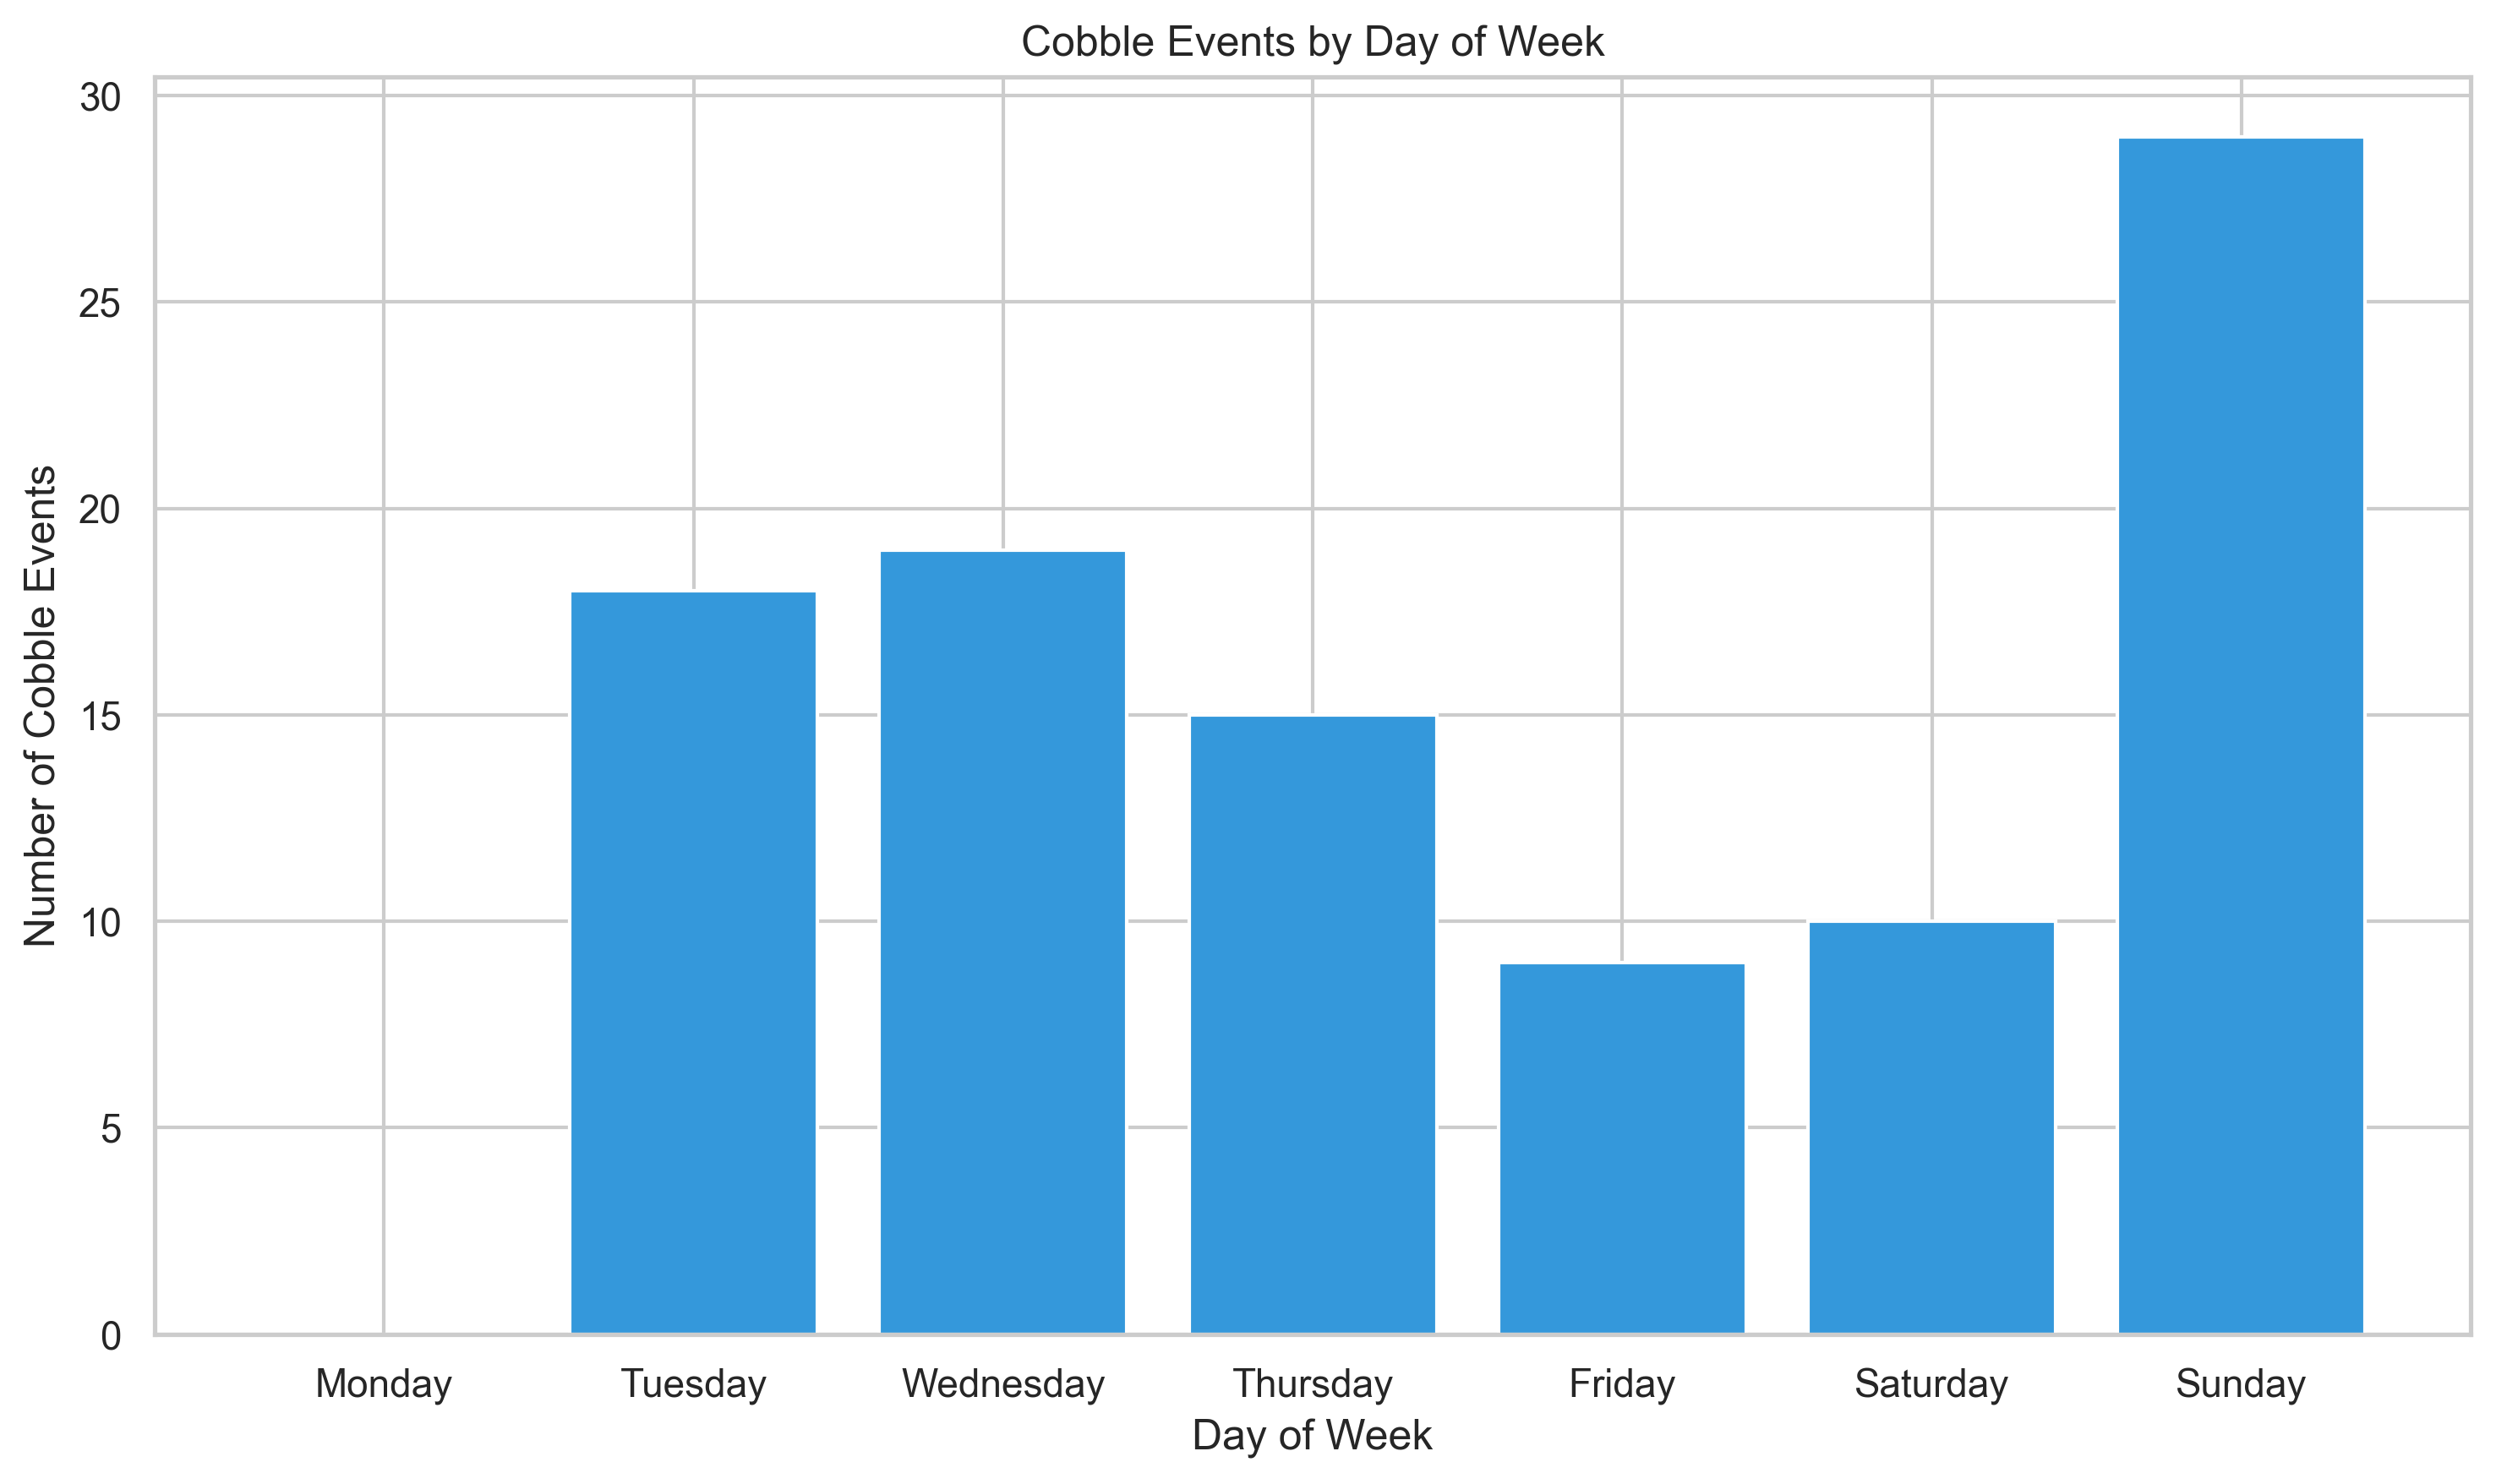 Cobble Events by Day of Week
30
25
20
15
10
5
0
Number of Cobble Events
Monday Tuesday Wednesday Thursday Friday Saturday Sunday
Day of Week